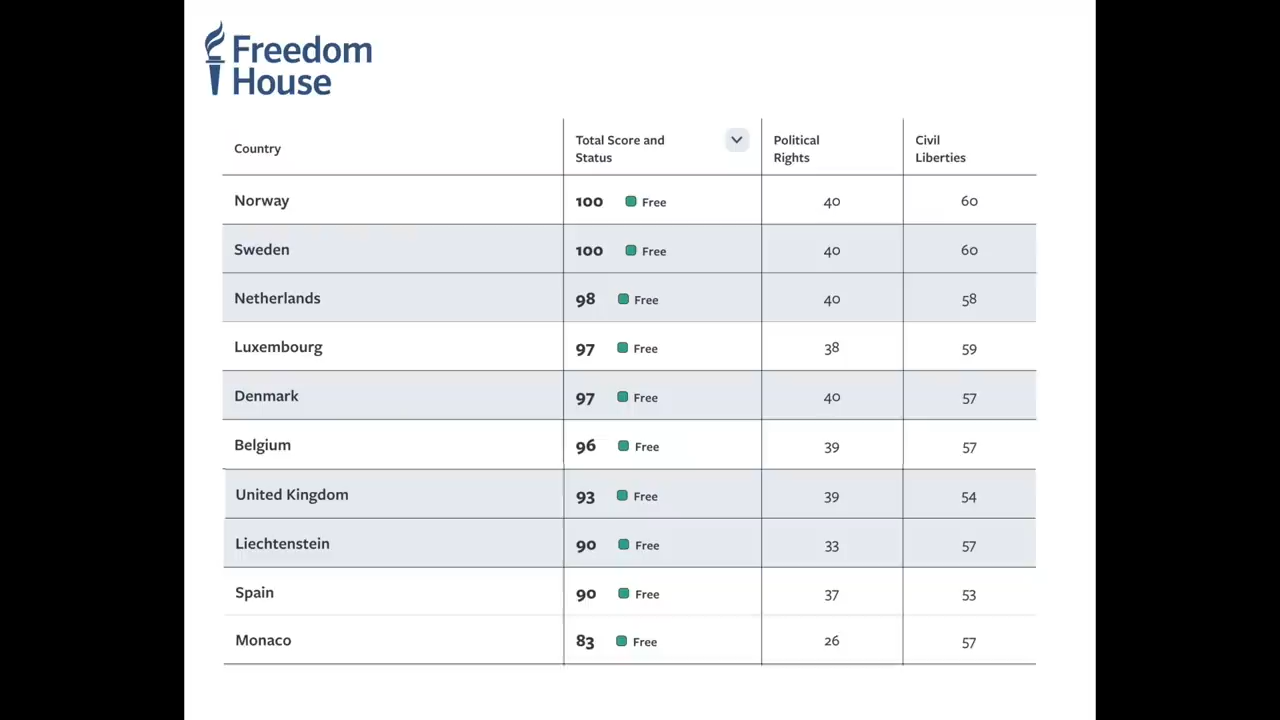 Freedom
House
Country Total Score and Status Political Rights Civil Liberties
Norway 100 Free 40 60
Sweden 100 Free 40 60
Netherlands 98 Free 40 58
Luxembourg 97 Free 38 59
Denmark 97 Free 40 57
Belgium 96 Free 39 57
United Kingdom 93 Free 39 54
Liechtenstein 90 Free 33 57
Spain 90 Free 37 53
Monaco 83 Free 26 57